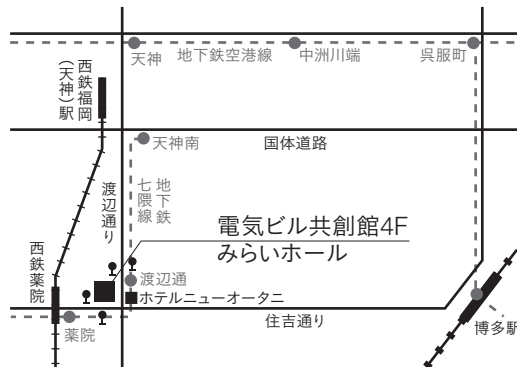 天神
地下鉄空港線
中洲川端
呉服町
西鉄福岡
(天神)駅
天神南
国体道路
渡辺通り
七隈線
地下鉄
電気ビル共創館4F
みらいホール
西鉄薬院
渡辺通
ホテルニューオータニ
住吉通り
薬院
博多駅